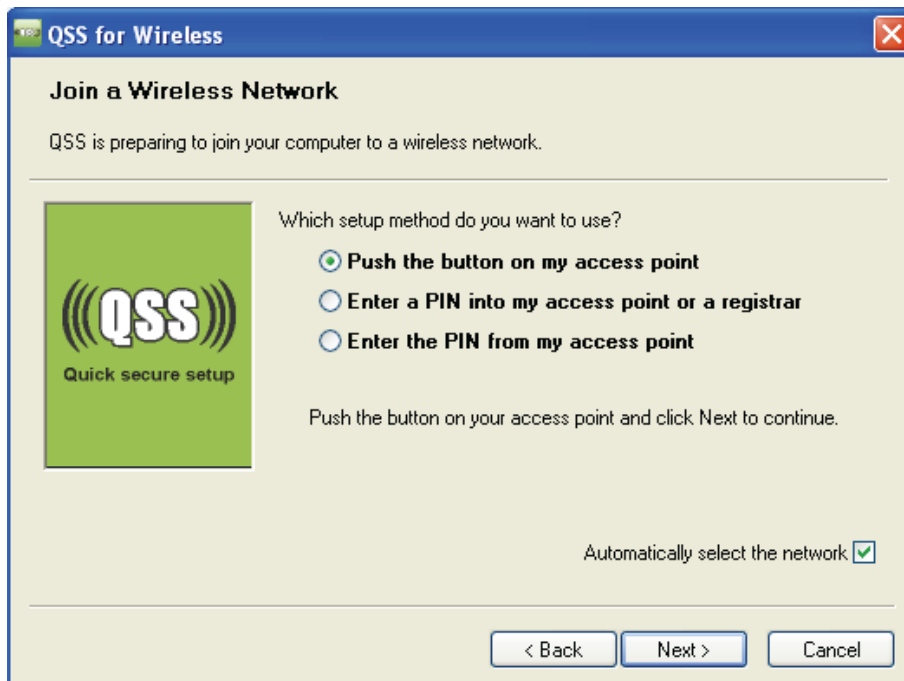 QSS for Wireless
Join a Wireless Network
QSS is preparing to join your computer to a wireless network.
Which setup method do you want to use?
Push the button on my access point
Enter a PIN into my access point or a registrar
Enter the PIN from my access point
(((QSS)))
Quick secure setup
Push the button on your access point and click Next to continue.
Automatically select the network
< Back
Next >
Cancel